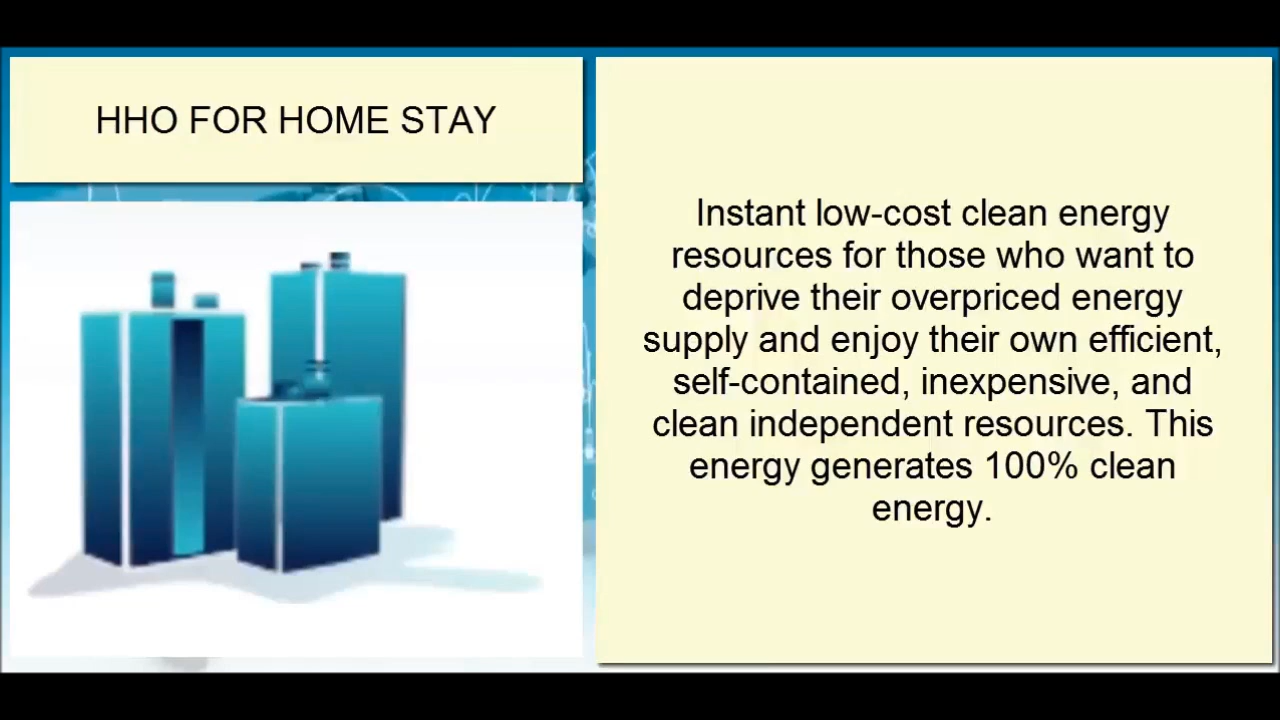 HHO FOR HOME STAY
Instant low-cost clean energy
resources for those who want to
deprive their overpriced energy
supply and enjoy their own efficient,
self-contained, inexpensive, and
clean independent resources. This
energy generates 100% clean
energy.